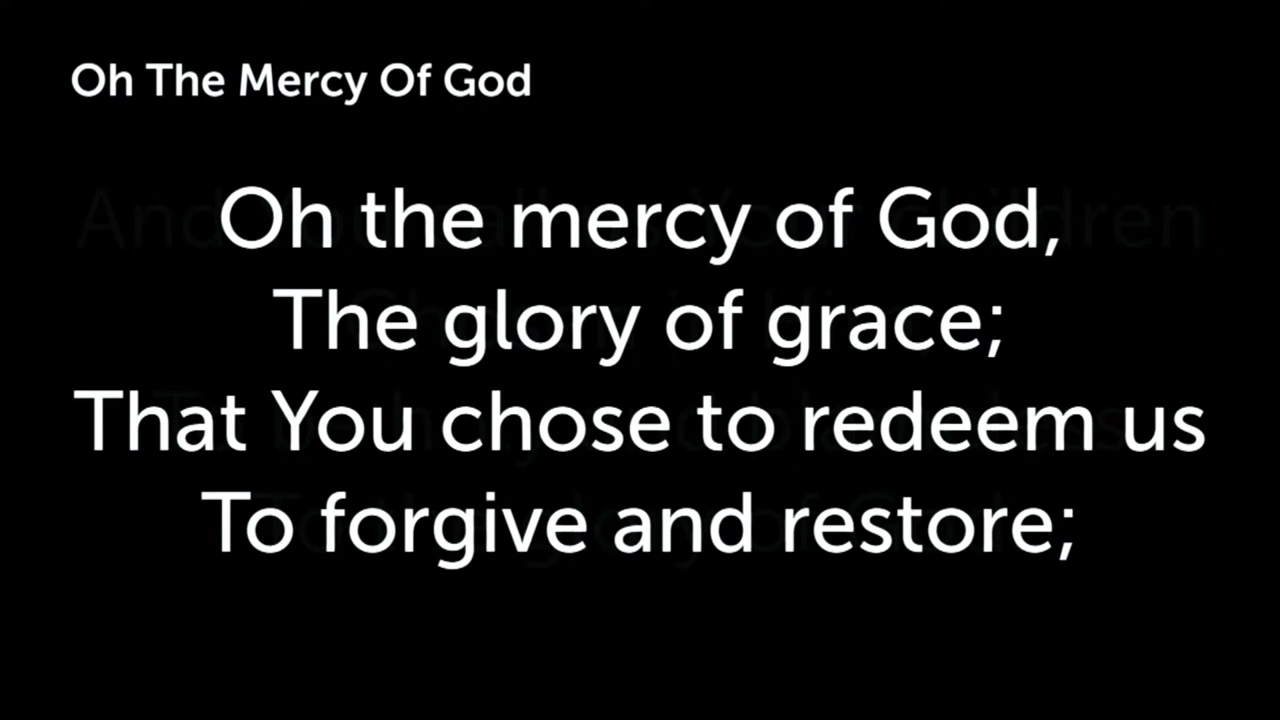 Oh The Mercy Of God
Oh the mercy of God,
The glory of grace;
That You chose to redeem us
To forgive and restore;